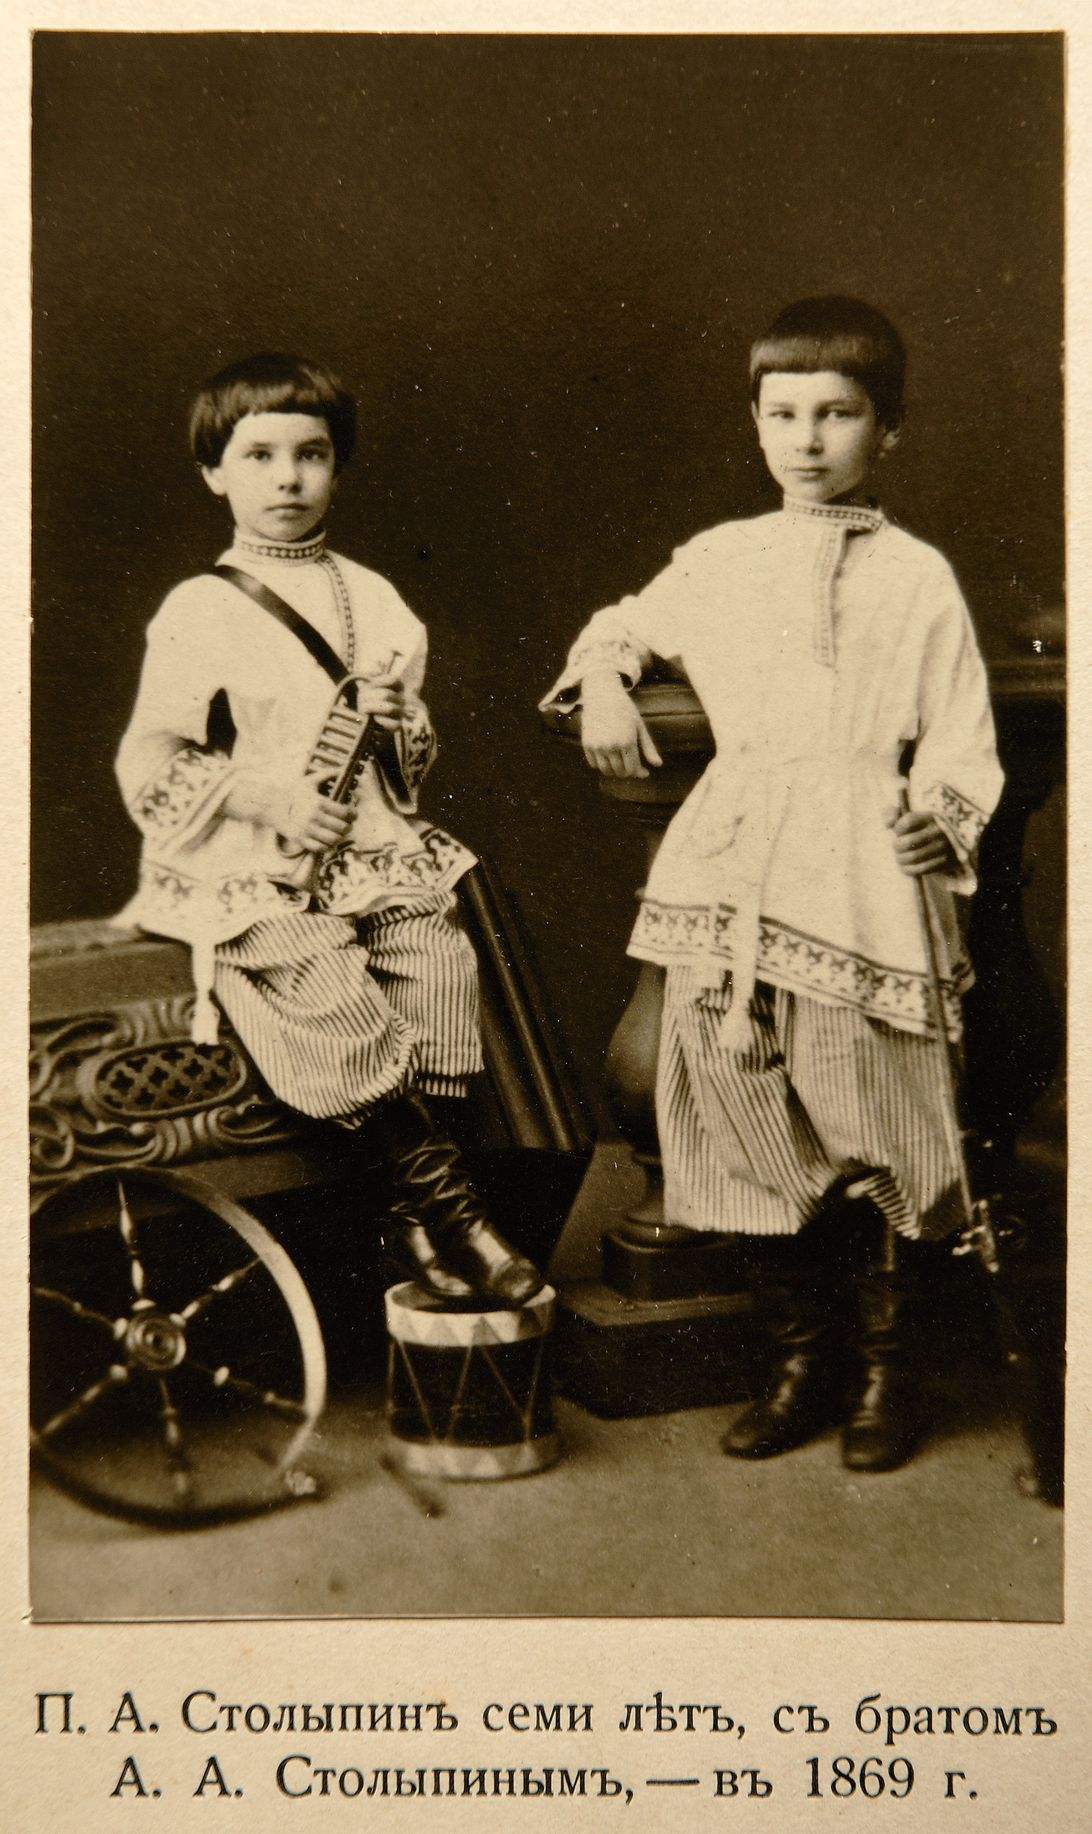 П. А. Столыпинъ семи лѣтъ, съ братомъ
А. А. Столыпинымъ, — въ 1869 г.